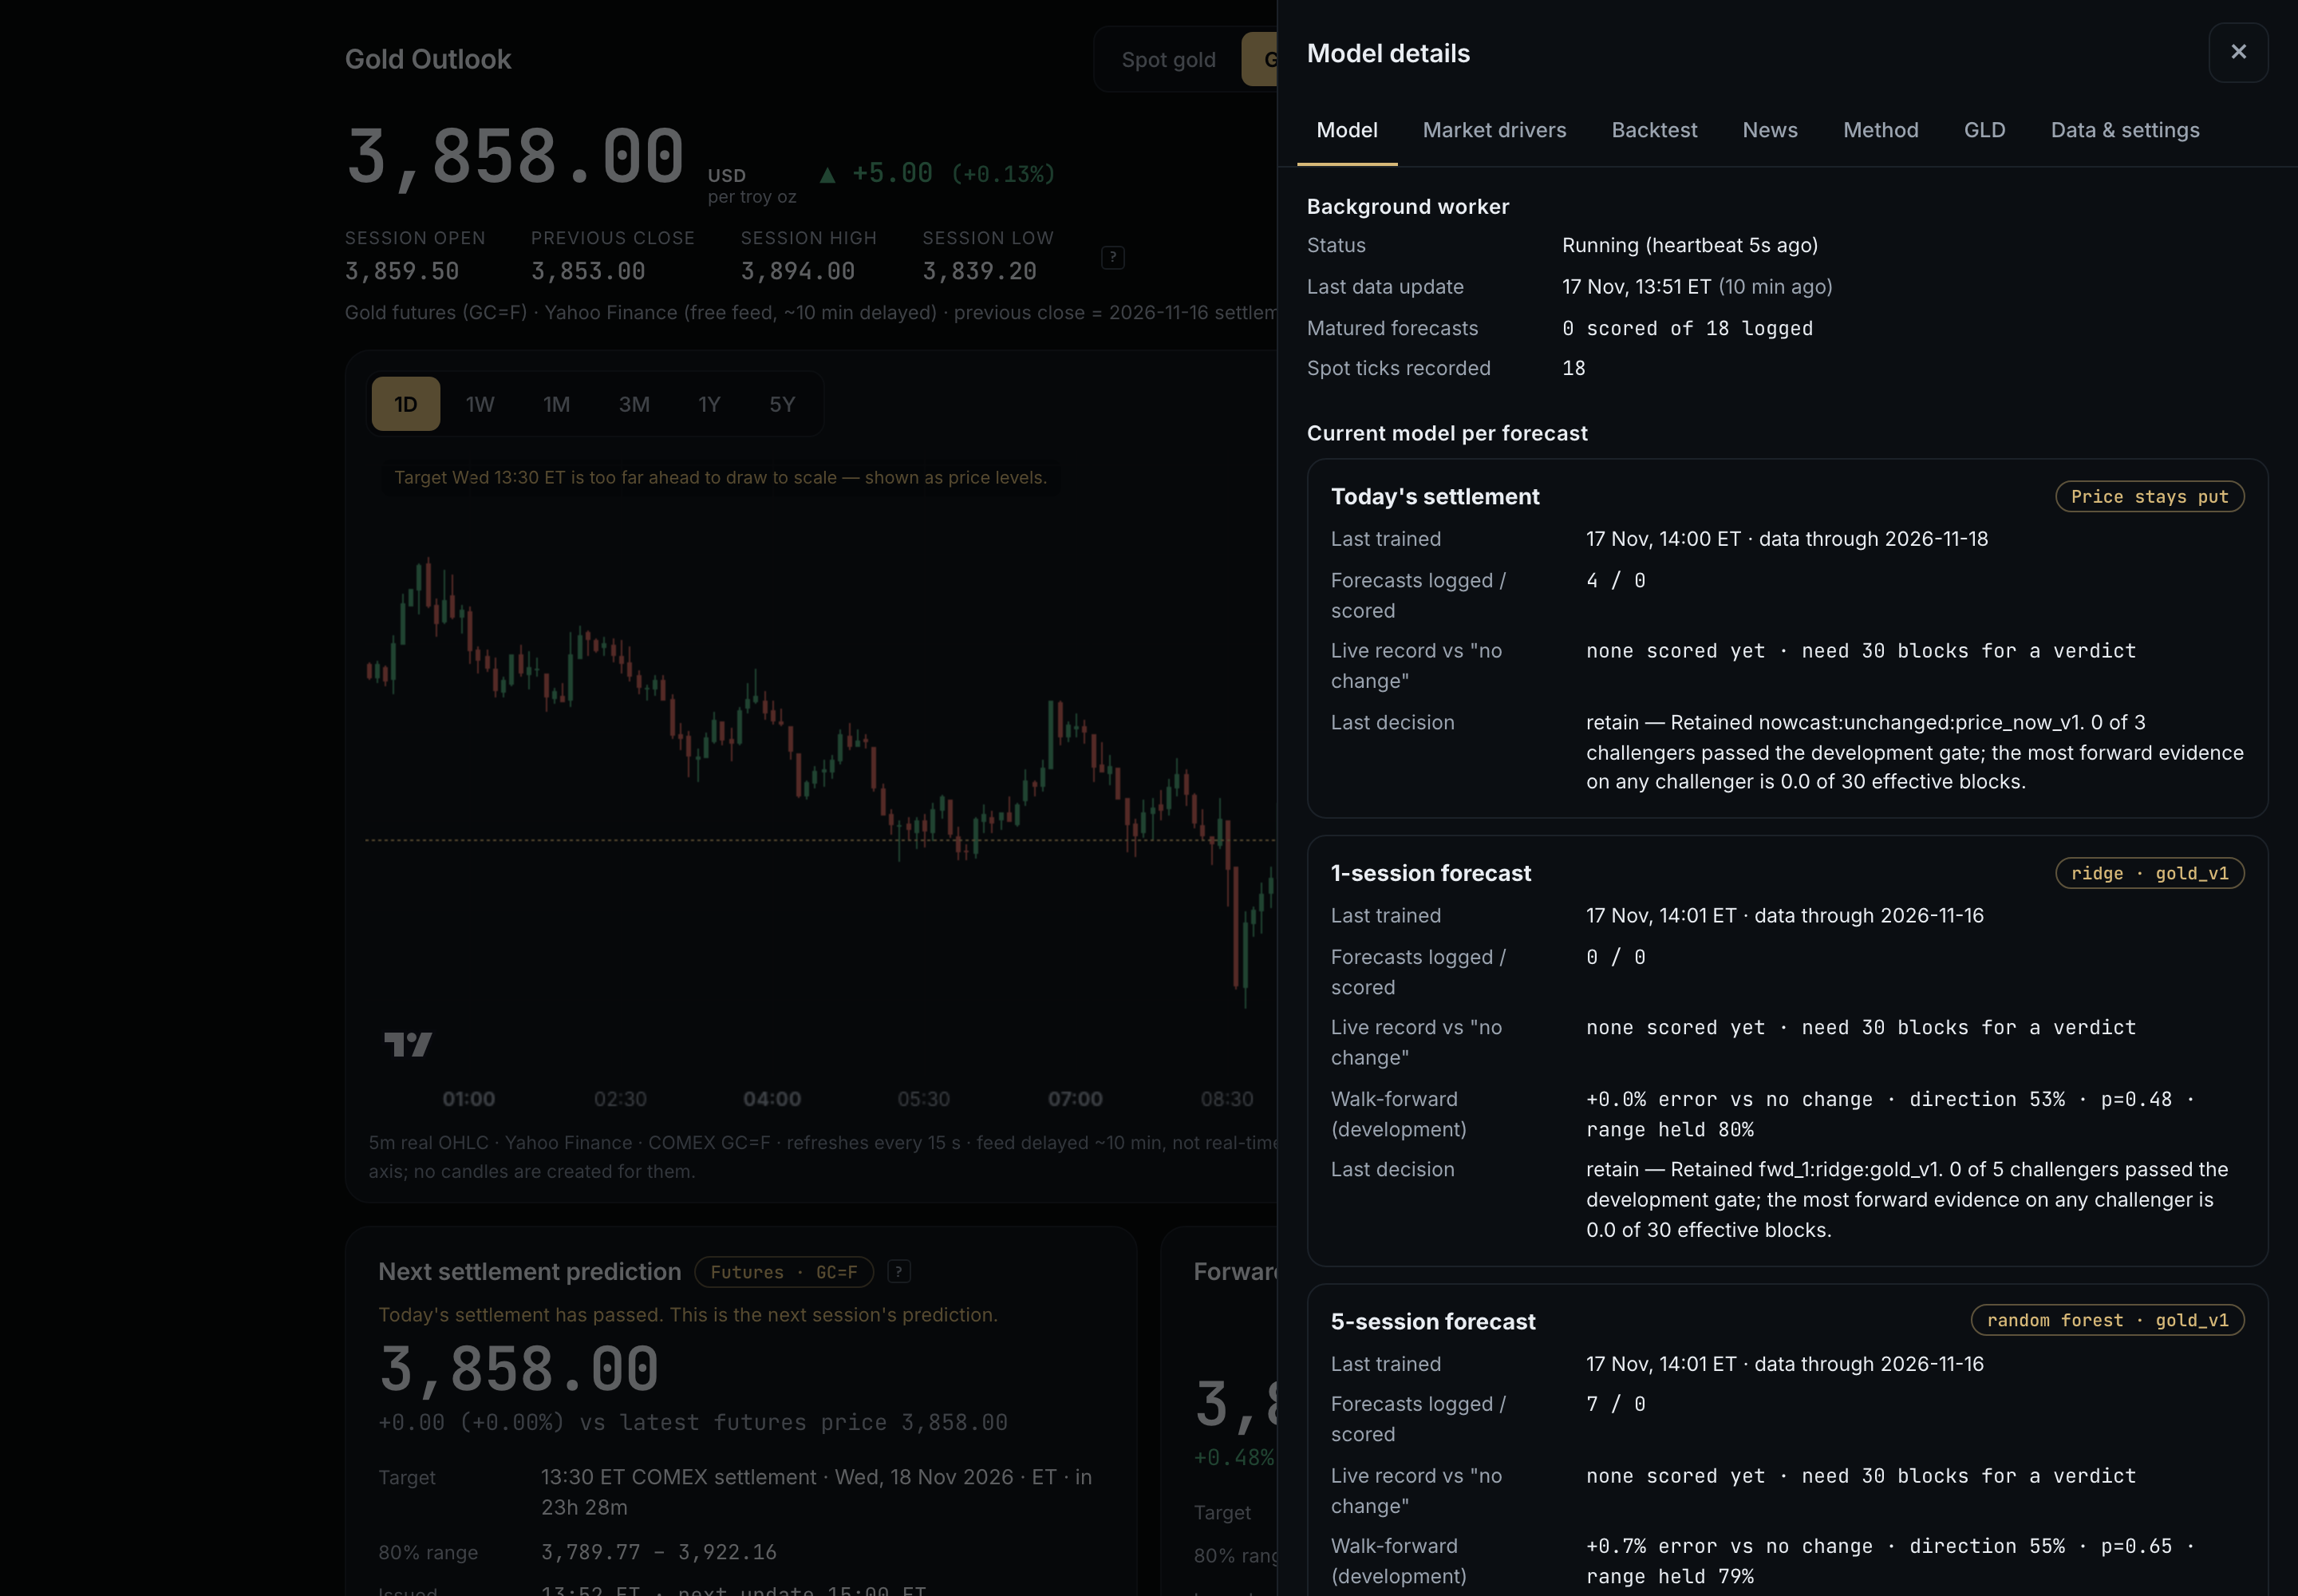 Gold Outlook
Spot gold
3,858.00
USD
per troy oz
▲ +5.00 (+0.13%)
SESSION OPEN
3,859.50
PREVIOUS CLOSE
3,853.00
SESSION HIGH
3,894.00
SESSION LOW
3,839.20
?
Gold futures (GC=F) · Yahoo Finance (free feed, ~10 min delayed) · previous close = 2026-11-16
1D 1W 1M 3M 1Y 5Y
Target Wed 13:30 ET is too far ahead to draw to scale — shown as price levels.
01:00 02:30 04:00 05:30 07:00 08:30
5m real OHLC · Yahoo Finance · COMEX GC=F · refreshes every 15 s · feed delayed ~10 min, not real-time
axis; no candles are created for them.
Next settlement prediction
Futures · GC=F
?
Today's settlement has passed. This is the next session's prediction.
3,858.00
+0.00 (+0.00%) vs latest futures price 3,858.00
Target
13:30 ET COMEX settlement · Wed, 18 Nov 2026 · ET · in
23h 28m
80% range
3,789.77 – 3,922.16
Issued
13:52 ET · next update 15:00 ET
+0.48%
Target
80%
Model details
×
Model
Market drivers
Backtest
News
Method
GLD
Data & settings
Background worker
Status
Running (heartbeat 5s ago)
Last data update
17 Nov, 13:51 ET (10 min ago)
Matured forecasts
0 scored of 18 logged
Spot ticks recorded
18
Current model per forecast
Today's settlement
Price stays put
Last trained
17 Nov, 14:00 ET · data through 2026-11-18
Forecasts logged /
scored
4 / 0
Live record vs "no
change"
none scored yet · need 30 blocks for a verdict
Last decision
retain — Retained nowcast:unchanged:price_now_v1. 0 of 3
challengers passed the development gate; the most forward evidence
on any challenger is 0.0 of 30 effective blocks.
1-session forecast
ridge · gold_v1
Last trained
17 Nov, 14:01 ET · data through 2026-11-16
Forecasts logged /
scored
0 / 0
Live record vs "no
change"
none scored yet · need 30 blocks for a verdict
Walk-forward
(development)
+0.0% error vs no change · direction 53% · p=0.48 ·
range held 80%
Last decision
retain — Retained fwd_1:ridge:gold_v1. 0 of 5 challengers passed the
development gate; the most forward evidence on any challenger is
0.0 of 30 effective blocks.
5-session forecast
random forest · gold_v1
Last trained
17 Nov, 14:01 ET · data through 2026-11-16
Forecasts logged /
scored
7 / 0
Live record vs "no
change"
none scored yet · need 30 blocks for a verdict
Walk-forward
(development)
+0.7% error vs no change · direction 55% · p=0.65 ·
range held 79%